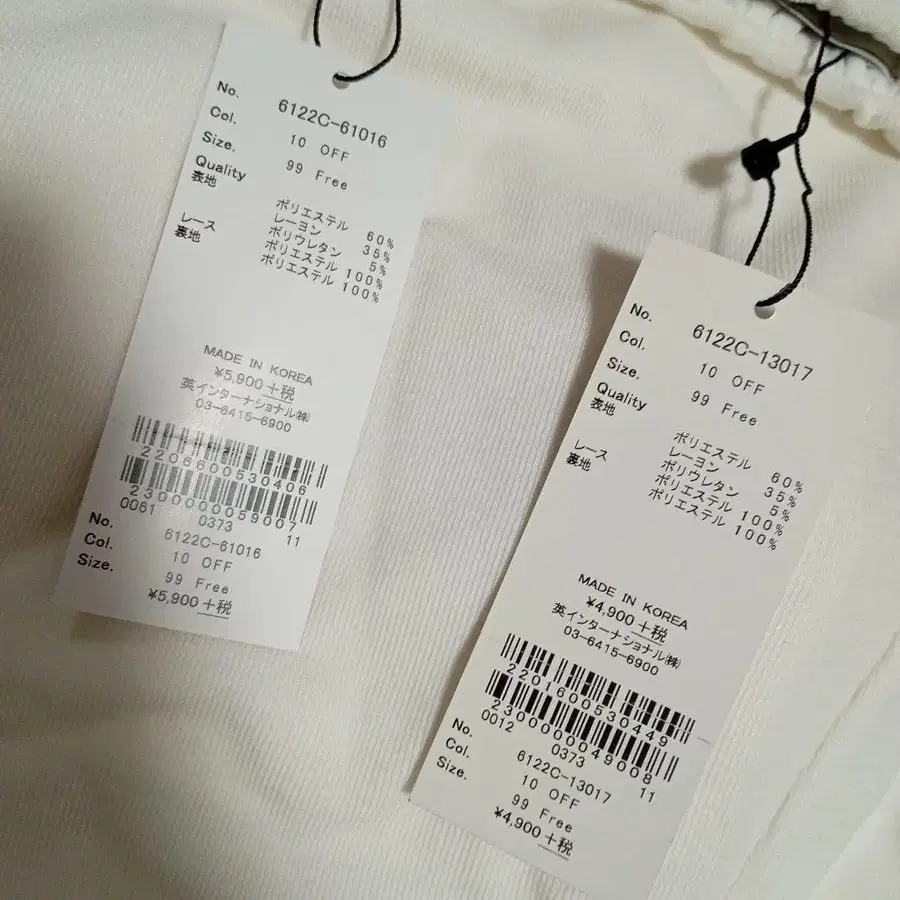 No. 6122C-61016
Col. 10 OFF
Size. 99 Free
Quality
表地 ポリエステル 60%
レーヨン 35%
ポリウレタン 5%
レース ポリエステル 100%
裏地 ポリエステル 100%
MADE IN KOREA
¥5,900+税
英インターナショナル㈱
03-6415-6900
2206600530406
2300000059007
0061 0373 11
No. 6122C-61016
Col. 10 OFF
Size. 99 Free
¥5,900+税
No. 6122C-13017
Col. 10 OFF
Size. 99 Free
Quality
表地 ポリエステル 60%
レーヨン 35%
ポリウレタン 5%
レース ポリエステル 100%
裏地 ポリエステル 100%
MADE IN KOREA
¥4,900+税
英インターナショナル㈱
03-6415-6900
2201600530449
2300000049008
0012 0373 11
No. 6122C-13017
Col. 10 OFF
Size. 99 Free
¥4,900+税